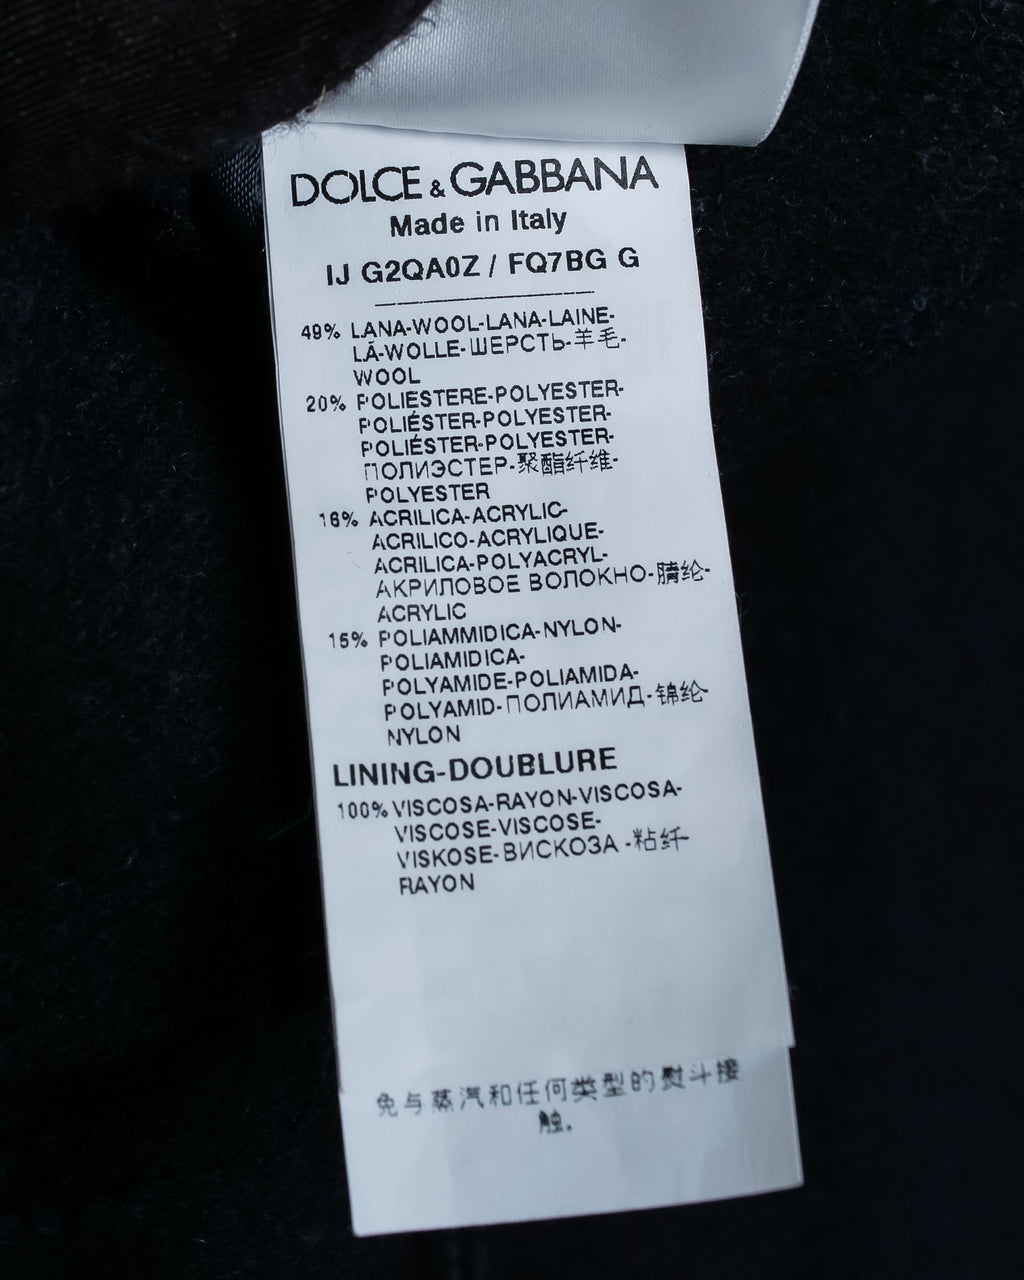 DOLCE & GABBANA
Made in Italy
IJ G2QA0Z / FQ7BG G
49% LANA-WOOL-LANA-LAINE-
LÃ-WOLLE-ШЕРСТЬ-羊毛-
WOOL
20% POLIESTERE-POLYESTER-
POLIÉSTER-POLYESTER-
POLIÉSTER-POLYESTER-
ПОЛИЭСТЕР-聚酯纤维-
POLYESTER
16% ACRILICA-ACRYLIC-
ACRILICO-ACRYLIQUE-
ACRILICA-POLYACRYL-
АКРИЛОВОЕ ВОЛОКНО-腈纶-
ACRYLIC
15% POLIAMMIDICA-NYLON-
POLIAMIDICA-
POLYAMIDE-POLIAMIDA-
POLYAMID-ПОЛИАМИД-锦纶-
NYLON
LINING-DOUBLURE
100% VISCOSA-RAYON-VISCOSA-
VISCOSE-VISCOSE-
VISKOSE-ВИСКОЗА -粘纤-
RAYON
免与蒸汽和任何类型的熨斗接
触.